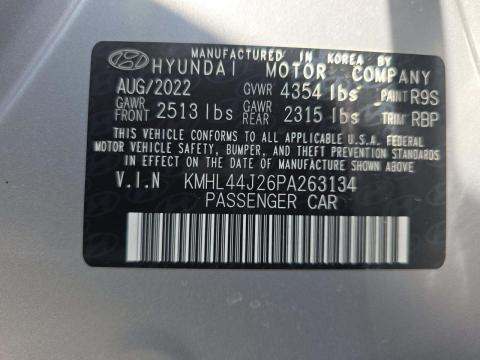 MANUFACTURED IN KOREA BY
HYUNDAI MOTOR COMPANY
AUG/2022 GVWR 4354 lbs PAINT R9S
GAWR FRONT 2513 lbs GAWR REAR 2315 lbs TRIM RBP
THIS VEHICLE CONFORMS TO ALL APPLICABLE U.S.A. FEDERAL
MOTOR VEHICLE SAFETY, BUMPER, AND THEFT PREVENTION STANDARDS
IN EFFECT ON THE DATE OF MANUFACTURE SHOWN ABOVE.
V.I.N KMHL44J26PA263134
PASSENGER CAR